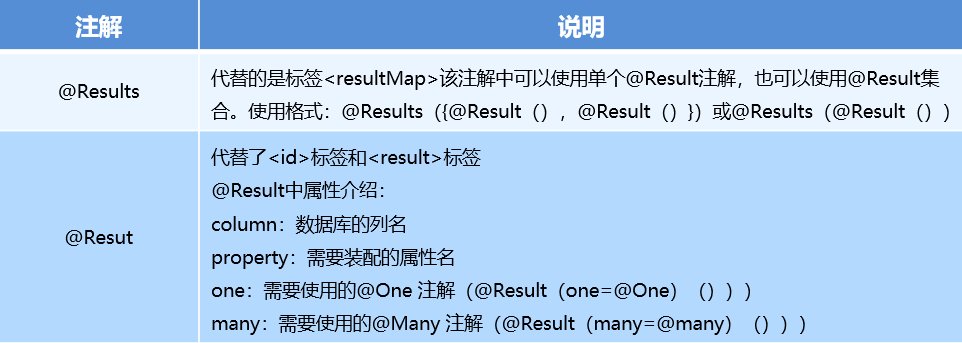 注解
说明
@Results
代替的是标签<resultMap>该注解中可以使用单个@Result注解，也可以使用@Result集
合。使用格式：@Results（{@Result（），@Result（）}）或@Results（@Result（））
@Resut
代替了<id>标签和<result>标签
@Result中属性介绍：
column：数据库的列名
property：需要装配的属性名
one：需要使用的@One 注解（@Result（one=@One）（）））
many：需要使用的@Many 注解（@Result（many=@many）（）））